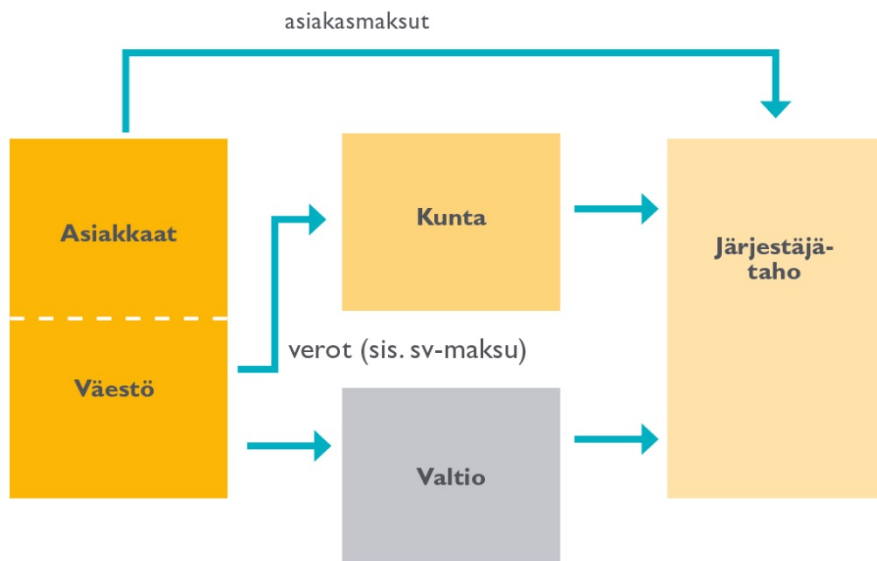 asiakasmaksut
Asiakkaat
Väestö
Kunta
verot (sis. sv-maksu)
Valtio
Järjestäjä-
taho